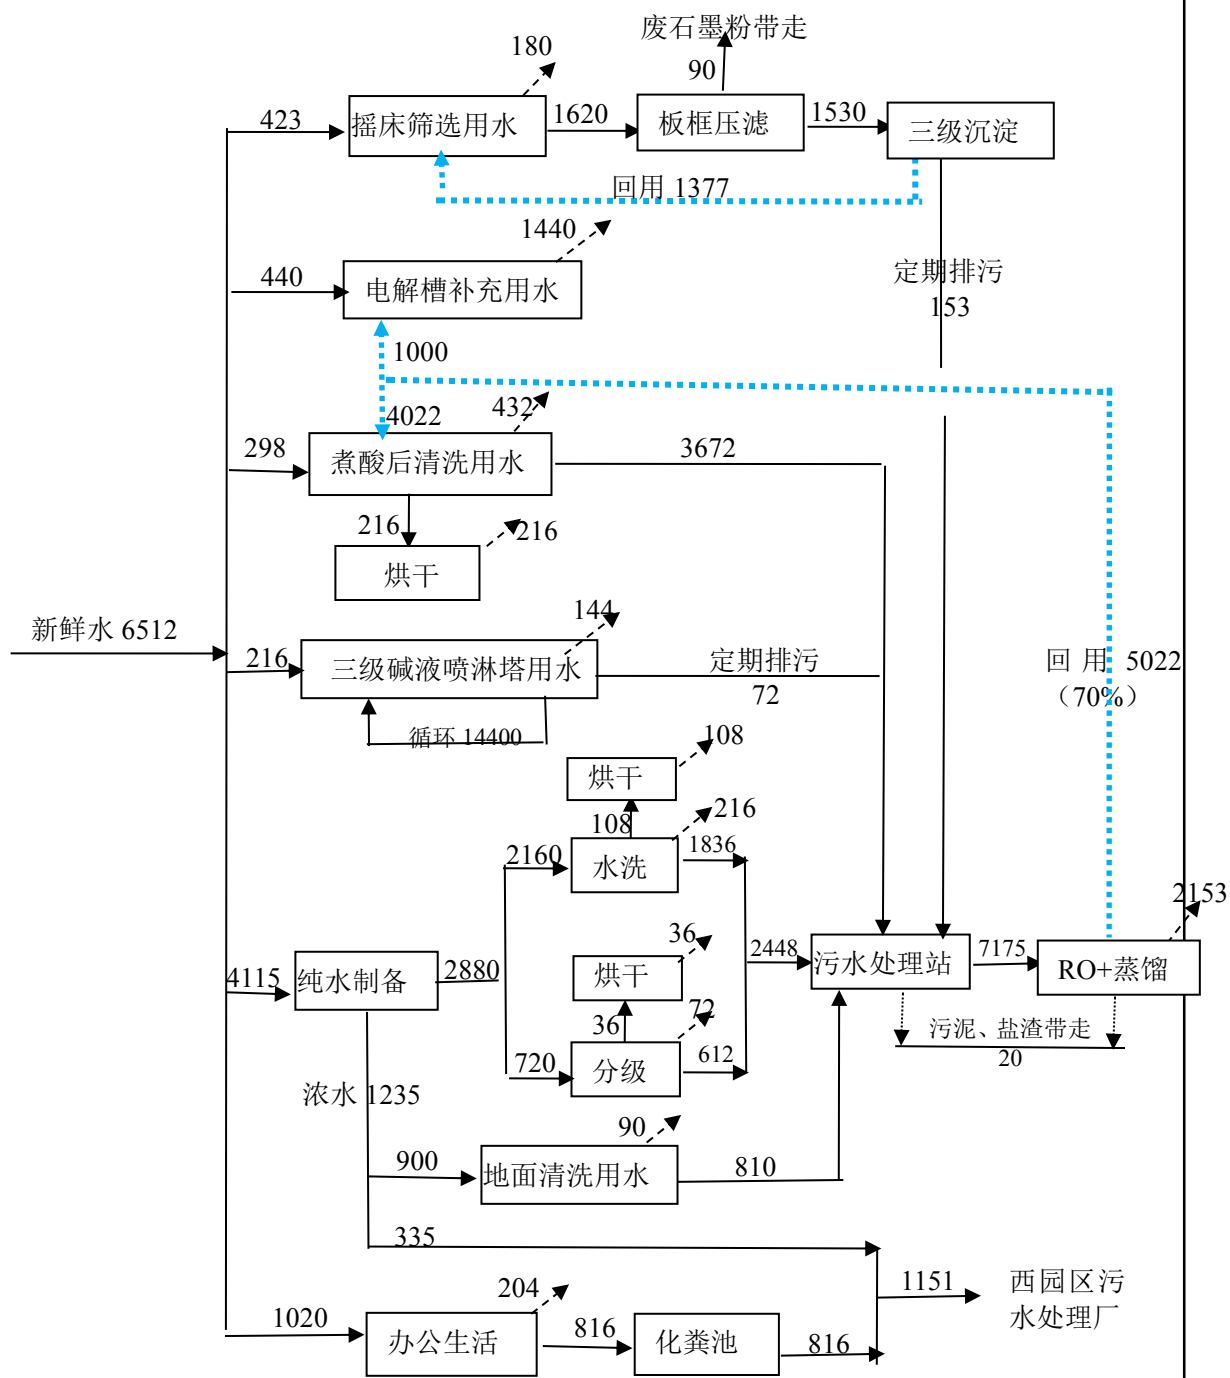 废石墨粉带走
180
90
423
摇床筛选用水
1620
板框压滤
1530
三级沉淀
回用 1377
1440
定期排污
153
440
电解槽补充用水
1000
4022
432
298
煮酸后清洗用水
3672
216
216
烘干
新鲜水 6512
144
216
三级碱液喷淋塔用水
定期排污
72
回 用 5022
（70%）
循环 14400
108
烘干
108
216
2160
水洗
1836
2153
36
4115
纯水制备
2880
烘干
2448
污水处理站
7175
RO+蒸馏
36
72
污泥、盐渣带走
20
720
分级
612
浓水 1235
90
900
地面清洗用水
810
335
204
1151
西园区污
水处理厂
1020
办公生活
816
化粪池
816